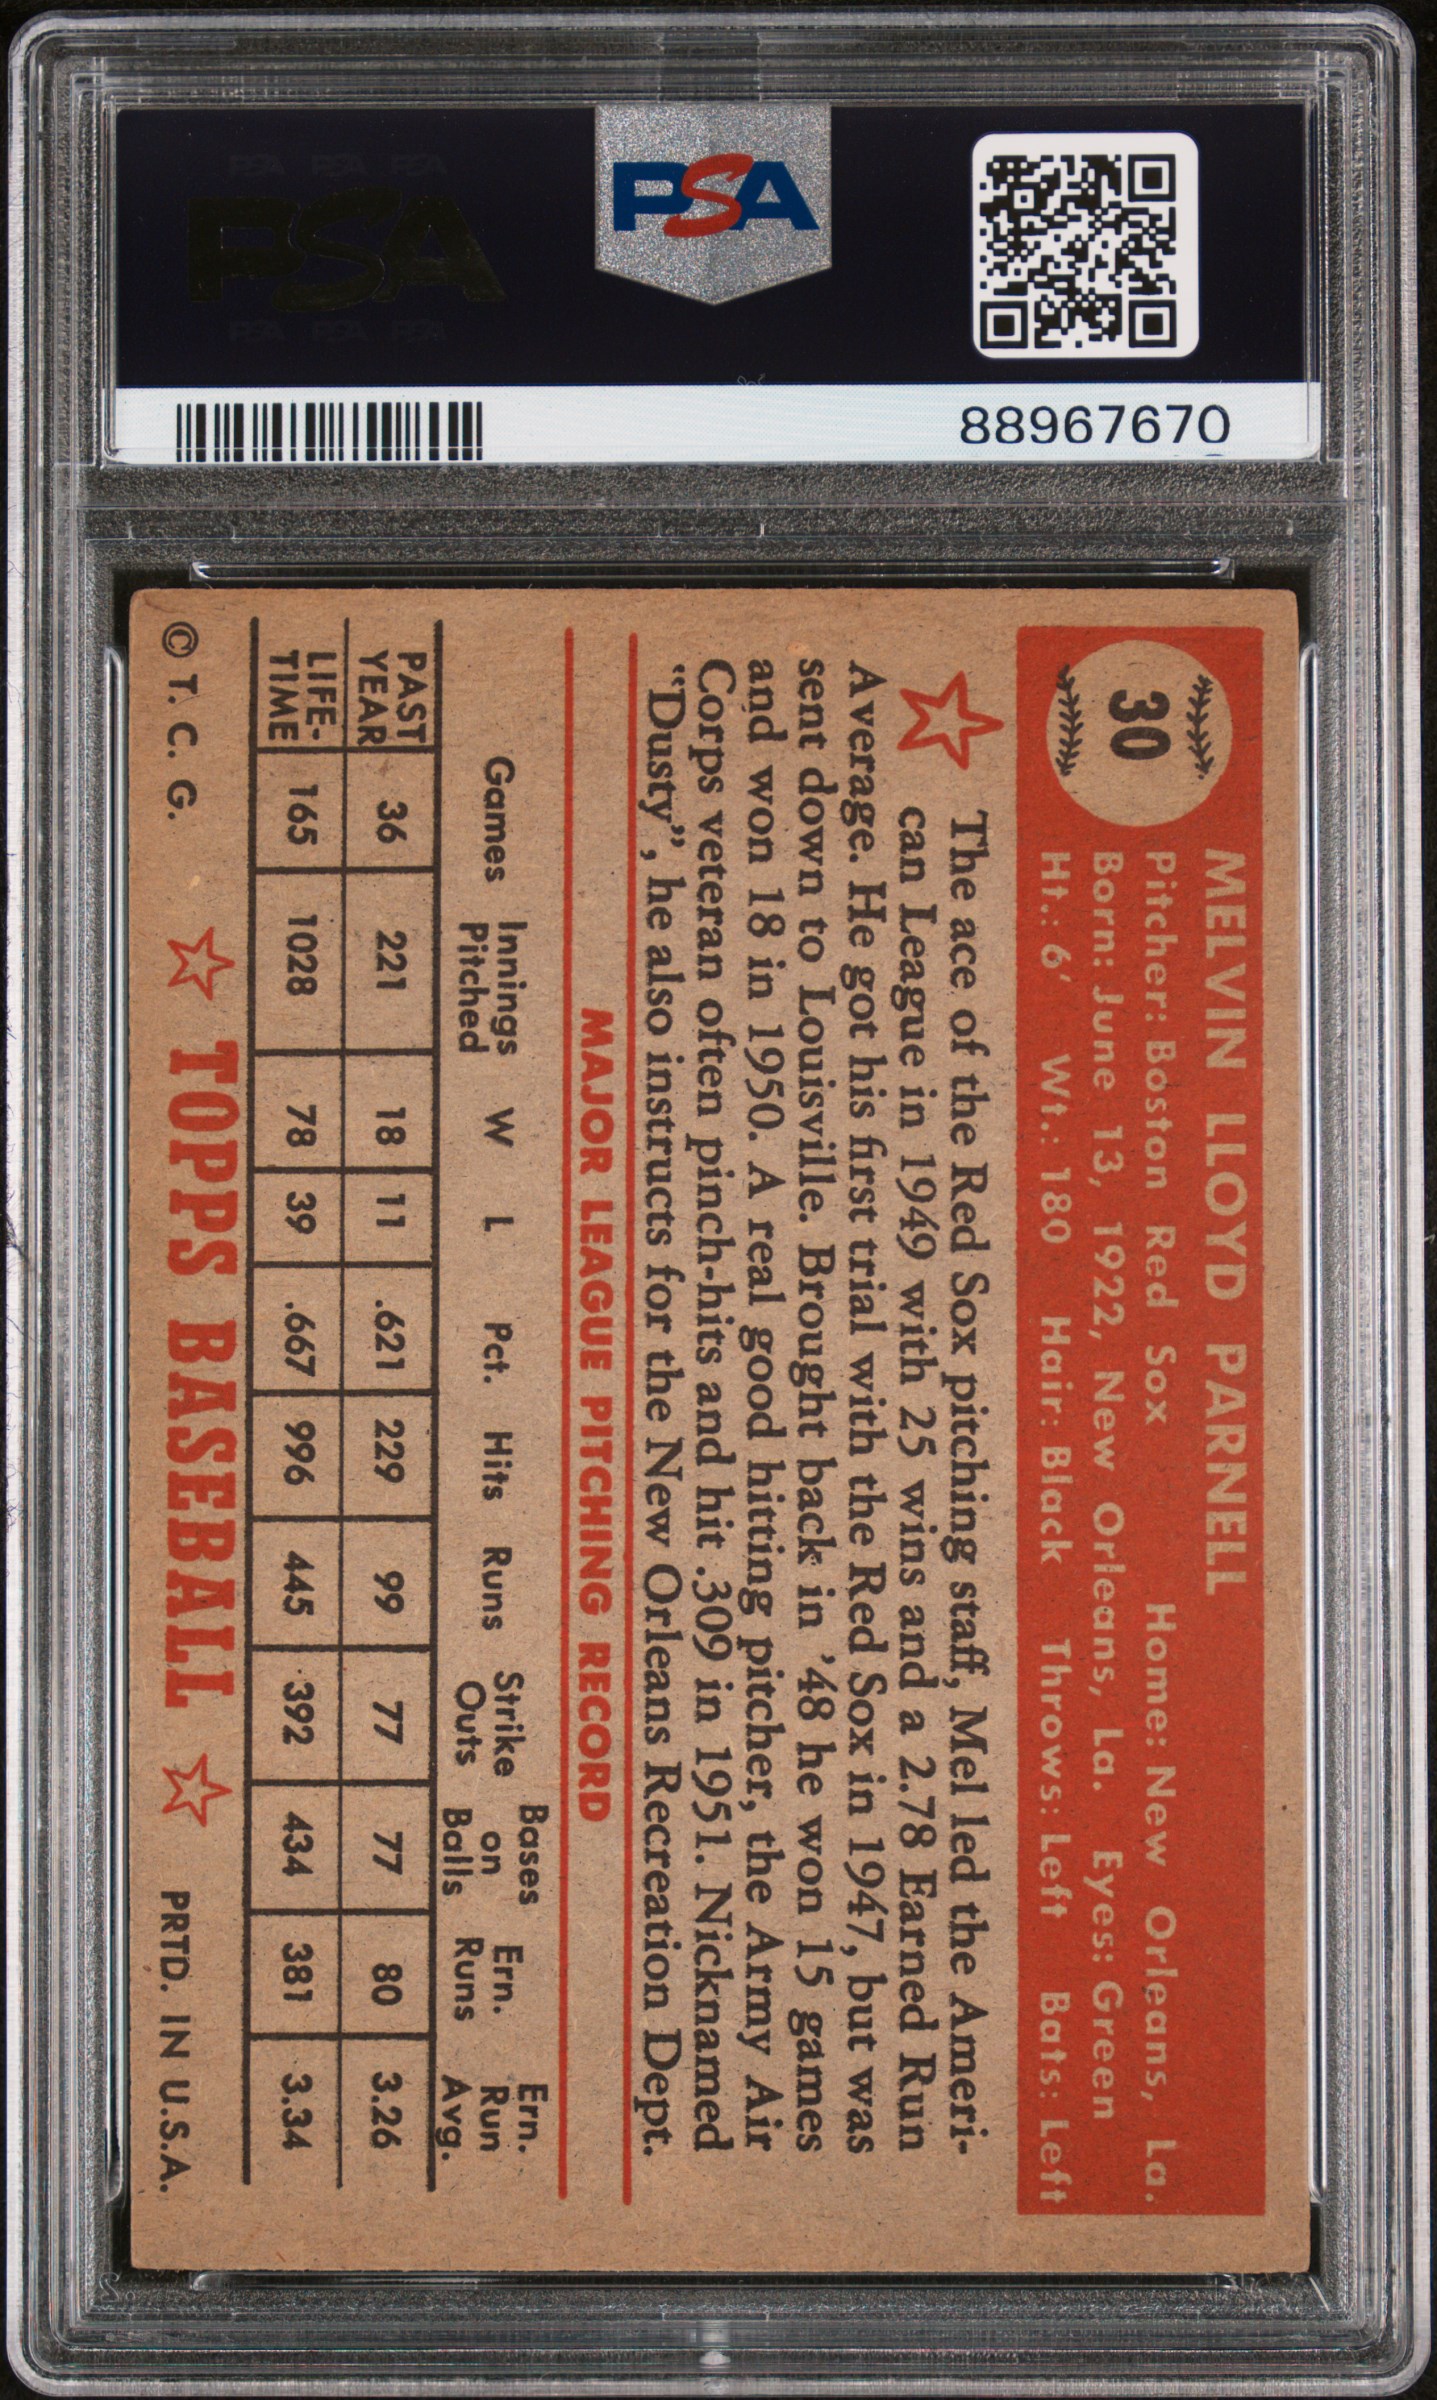 PSA PSA PSA
PSA
PSA PSA PSA
PSA
88967670
30
MELVIN LLOYD PARNELL
Pitcher: Boston Red Sox Home: New Orleans, La.
Born: June 13, 1922, New Orleans, La. Eyes: Green
Ht.: 6' Wt.: 180 Hair: Black Throws: Left Bats: Left
The ace of the Red Sox pitching staff, Mel led the Ameri-
can League in 1949 with 25 wins and a 2.78 Earned Run
Average. He got his first trial with the Red Sox in 1947, but was
sent down to Louisville. Brought back in '48 he won 15 games
and won 18 in 1950. A real good hitting pitcher, the Army Air
Corps veteran often pinch-hits and hit .309 in 1951. Nicknamed
“Dusty”, he also instructs for the New Orleans Recreation Dept.
MAJOR LEAGUE PITCHING RECORD
Games Innings Pitched W L Pct. Hits Runs Strike Outs Bases on Balls Ern. Runs Ern. Run Avg.
PAST YEAR 36 221 18 11 .621 229 99 77 77 80 3.26
LIFE-TIME 165 1028 78 39 .667 996 445 392 434 381 3.34
© T. C. G. TOPPS BASEBALL PRTD. IN U.S.A.